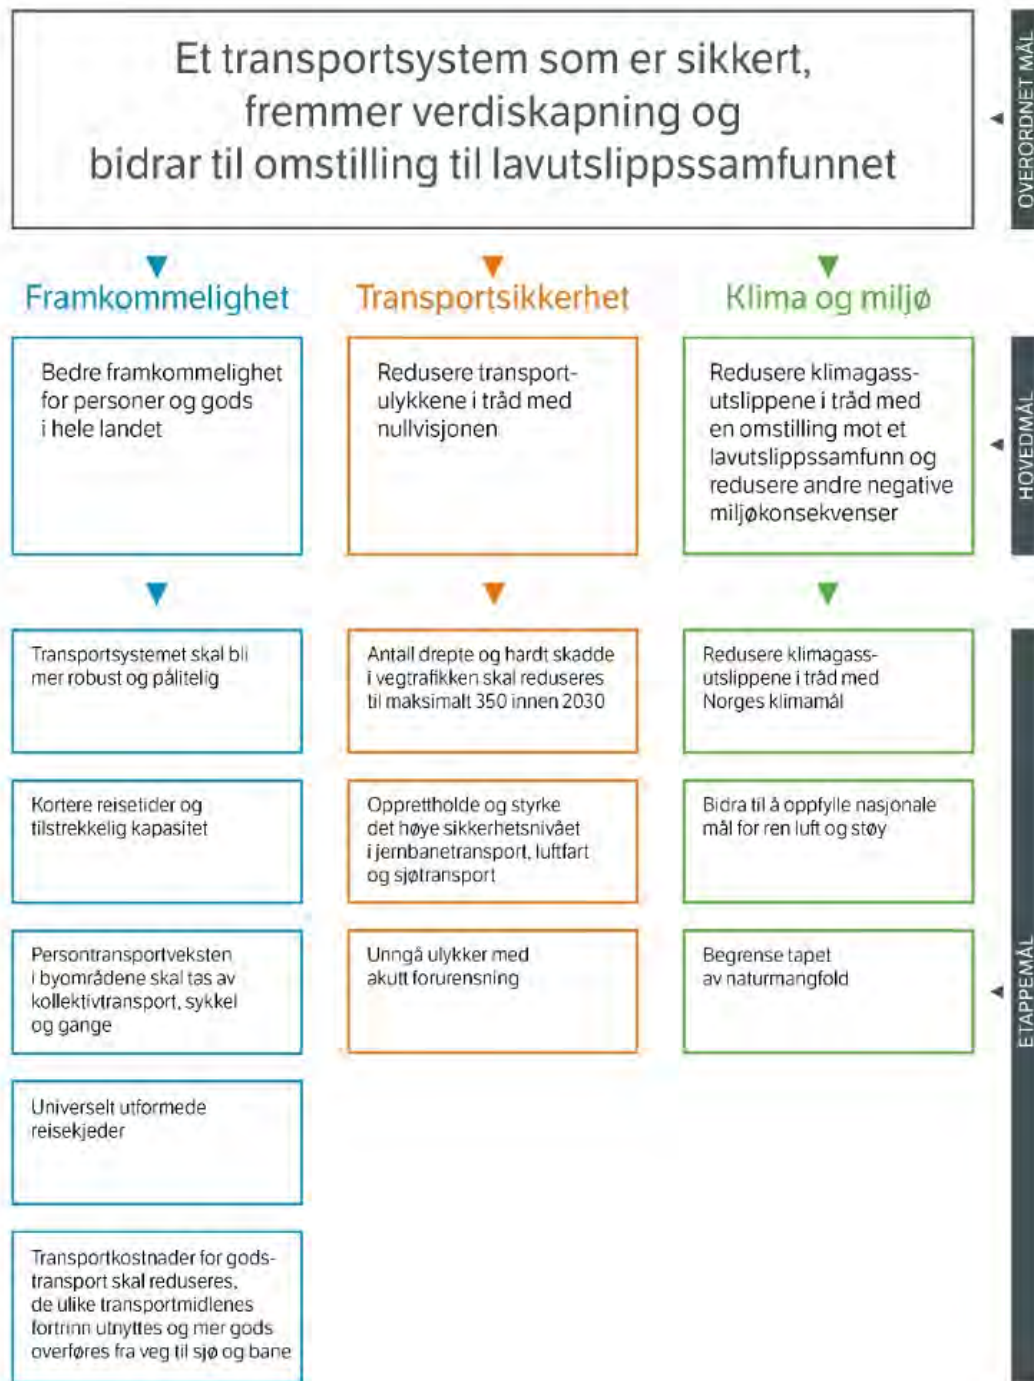 Et transportsystem som er sikkert,
fremmer verdiskapning og
bidrar til omstilling til lavutslippssamfunnet
OVERORDNET MÅL
Framkommelighet
Bedre framkommelighet
for personer og gods
i hele landet
Transportsikkerhet
Redusere transport-
ulykkene i tråd med
nullvisjonen
Klima og miljø
Redusere klimagass-
utslippene i tråd med
en omstilling mot et
lavutslippssamfunn og
redusere andre negative
miljøkonsekvenser
HOVEDMÅL
Transportsystemet skal bli
mer robust og pålitelig
Kortere reisetider og
tilstrekkelig kapasitet
Persontransportveksten
i byområdene skal tas av
kollektivtransport, sykkel
og gange
Universelt utformede
reisekjeder
Transportkostnader for gods-
transport skal reduseres,
de ulike transportmidlenes
fortrinn utnyttes og mer gods
overføres fra veg til sjø og bane
Antall drepte og hardt skadde
i vegtrafikken skal reduseres
til maksimalt 350 innen 2030
Opprettholde og styrke
det høye sikkerhetsnivået
i jernbanetransport, luftfart
og sjøtransport
Unngå ulykker med
akutt forurensning
Redusere klimagass-
utslippene i tråd med
Norges klimamål
Bidra til å oppfylle nasjonale
mål for ren luft og støy
Begrense tapet
av naturmangfold
ETAPPEMÅL